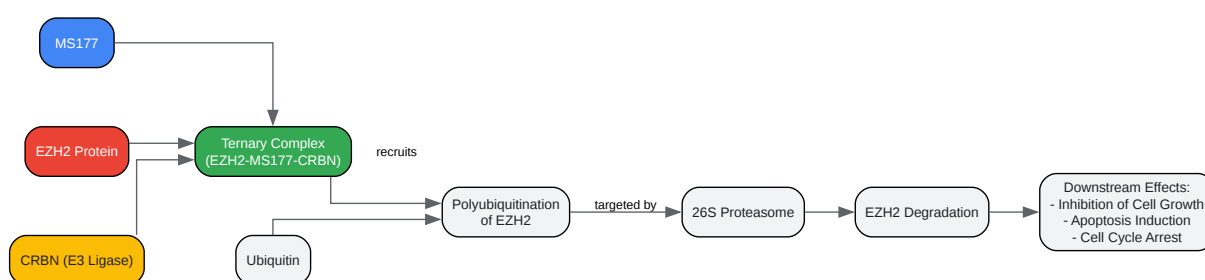 MS177
EZH2 Protein
Ternary Complex
(EZH2-MS177-CRBN)
recruits
CRBN (E3 Ligase)
Ubiquitin
Polyubiquitination
of EZH2
targeted by
26S Proteasome
EZH2 Degradation
Downstream Effects:
- Inhibition of Cell Growth
- Apoptosis Induction
- Cell Cycle Arrest